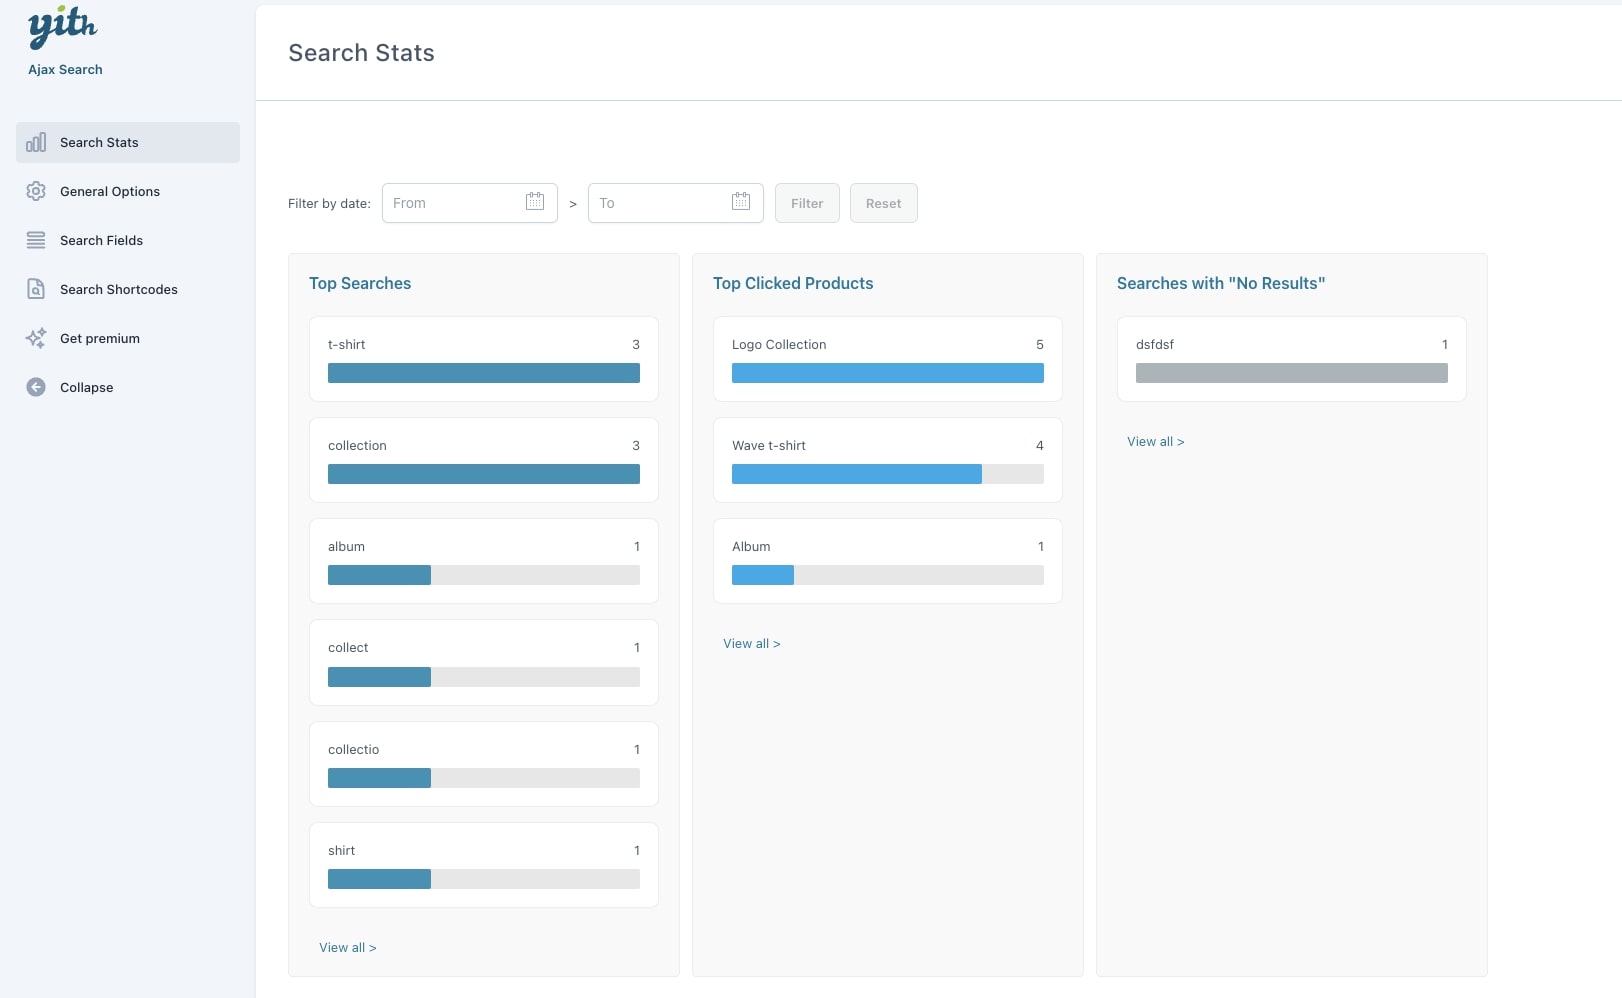 yith
Ajax Search
Search Stats
General Options
Search Fields
Search Shortcodes
Get premium
Collapse
Search Stats
Filter by date: From > To Filter Reset
Top Searches
t-shirt 3
collection 3
album 1
collect 1
collectio 1
shirt 1
View all >
Top Clicked Products
Logo Collection 5
Wave t-shirt 4
Album 1
View all >
Searches with "No Results"
dsfdsf 1
View all >